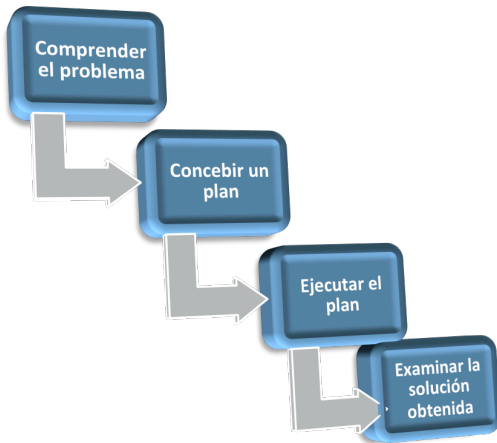 Comprender
el problema
Concebir un
plan
Ejecutar el
plan
Examinar la
solución
obtenida